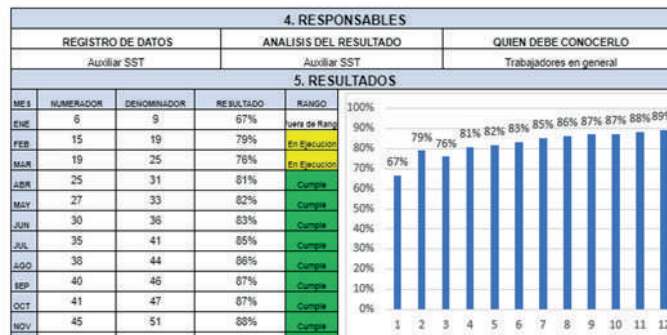 4. RESPONSABLES
REGISTRO DE DATOS ANALISIS DEL RESULTADO QUIEN DEBE CONOCERLO
Auxiliar SST Auxiliar SST Trabajadores en general
5. RESULTADOS
MES NUMERADOR DENOMINADOR RESULTADO RANGO
ENE 6 9 67% uera de Rang
FEB 15 19 79% En Ejecucion
MAR 19 25 76% En Ejecucion
ABR 25 31 81% Cumple
MAY 27 33 82% Cumple
JUN 30 36 83% Cumple
JUL 35 41 85% Cumple
AGO 38 44 86% Cumple
SEP 40 46 87% Cumple
OCT 41 47 87% Cumple
NOV 45 51 88% Cumple
100%
90%
80%
70%
60%
50%
40%
30%
20%
10%
0%
67% 79% 76% 81% 82% 83% 85% 86% 87% 87% 88% 89%
1 2 3 4 5 6 7 8 9 10 11 12